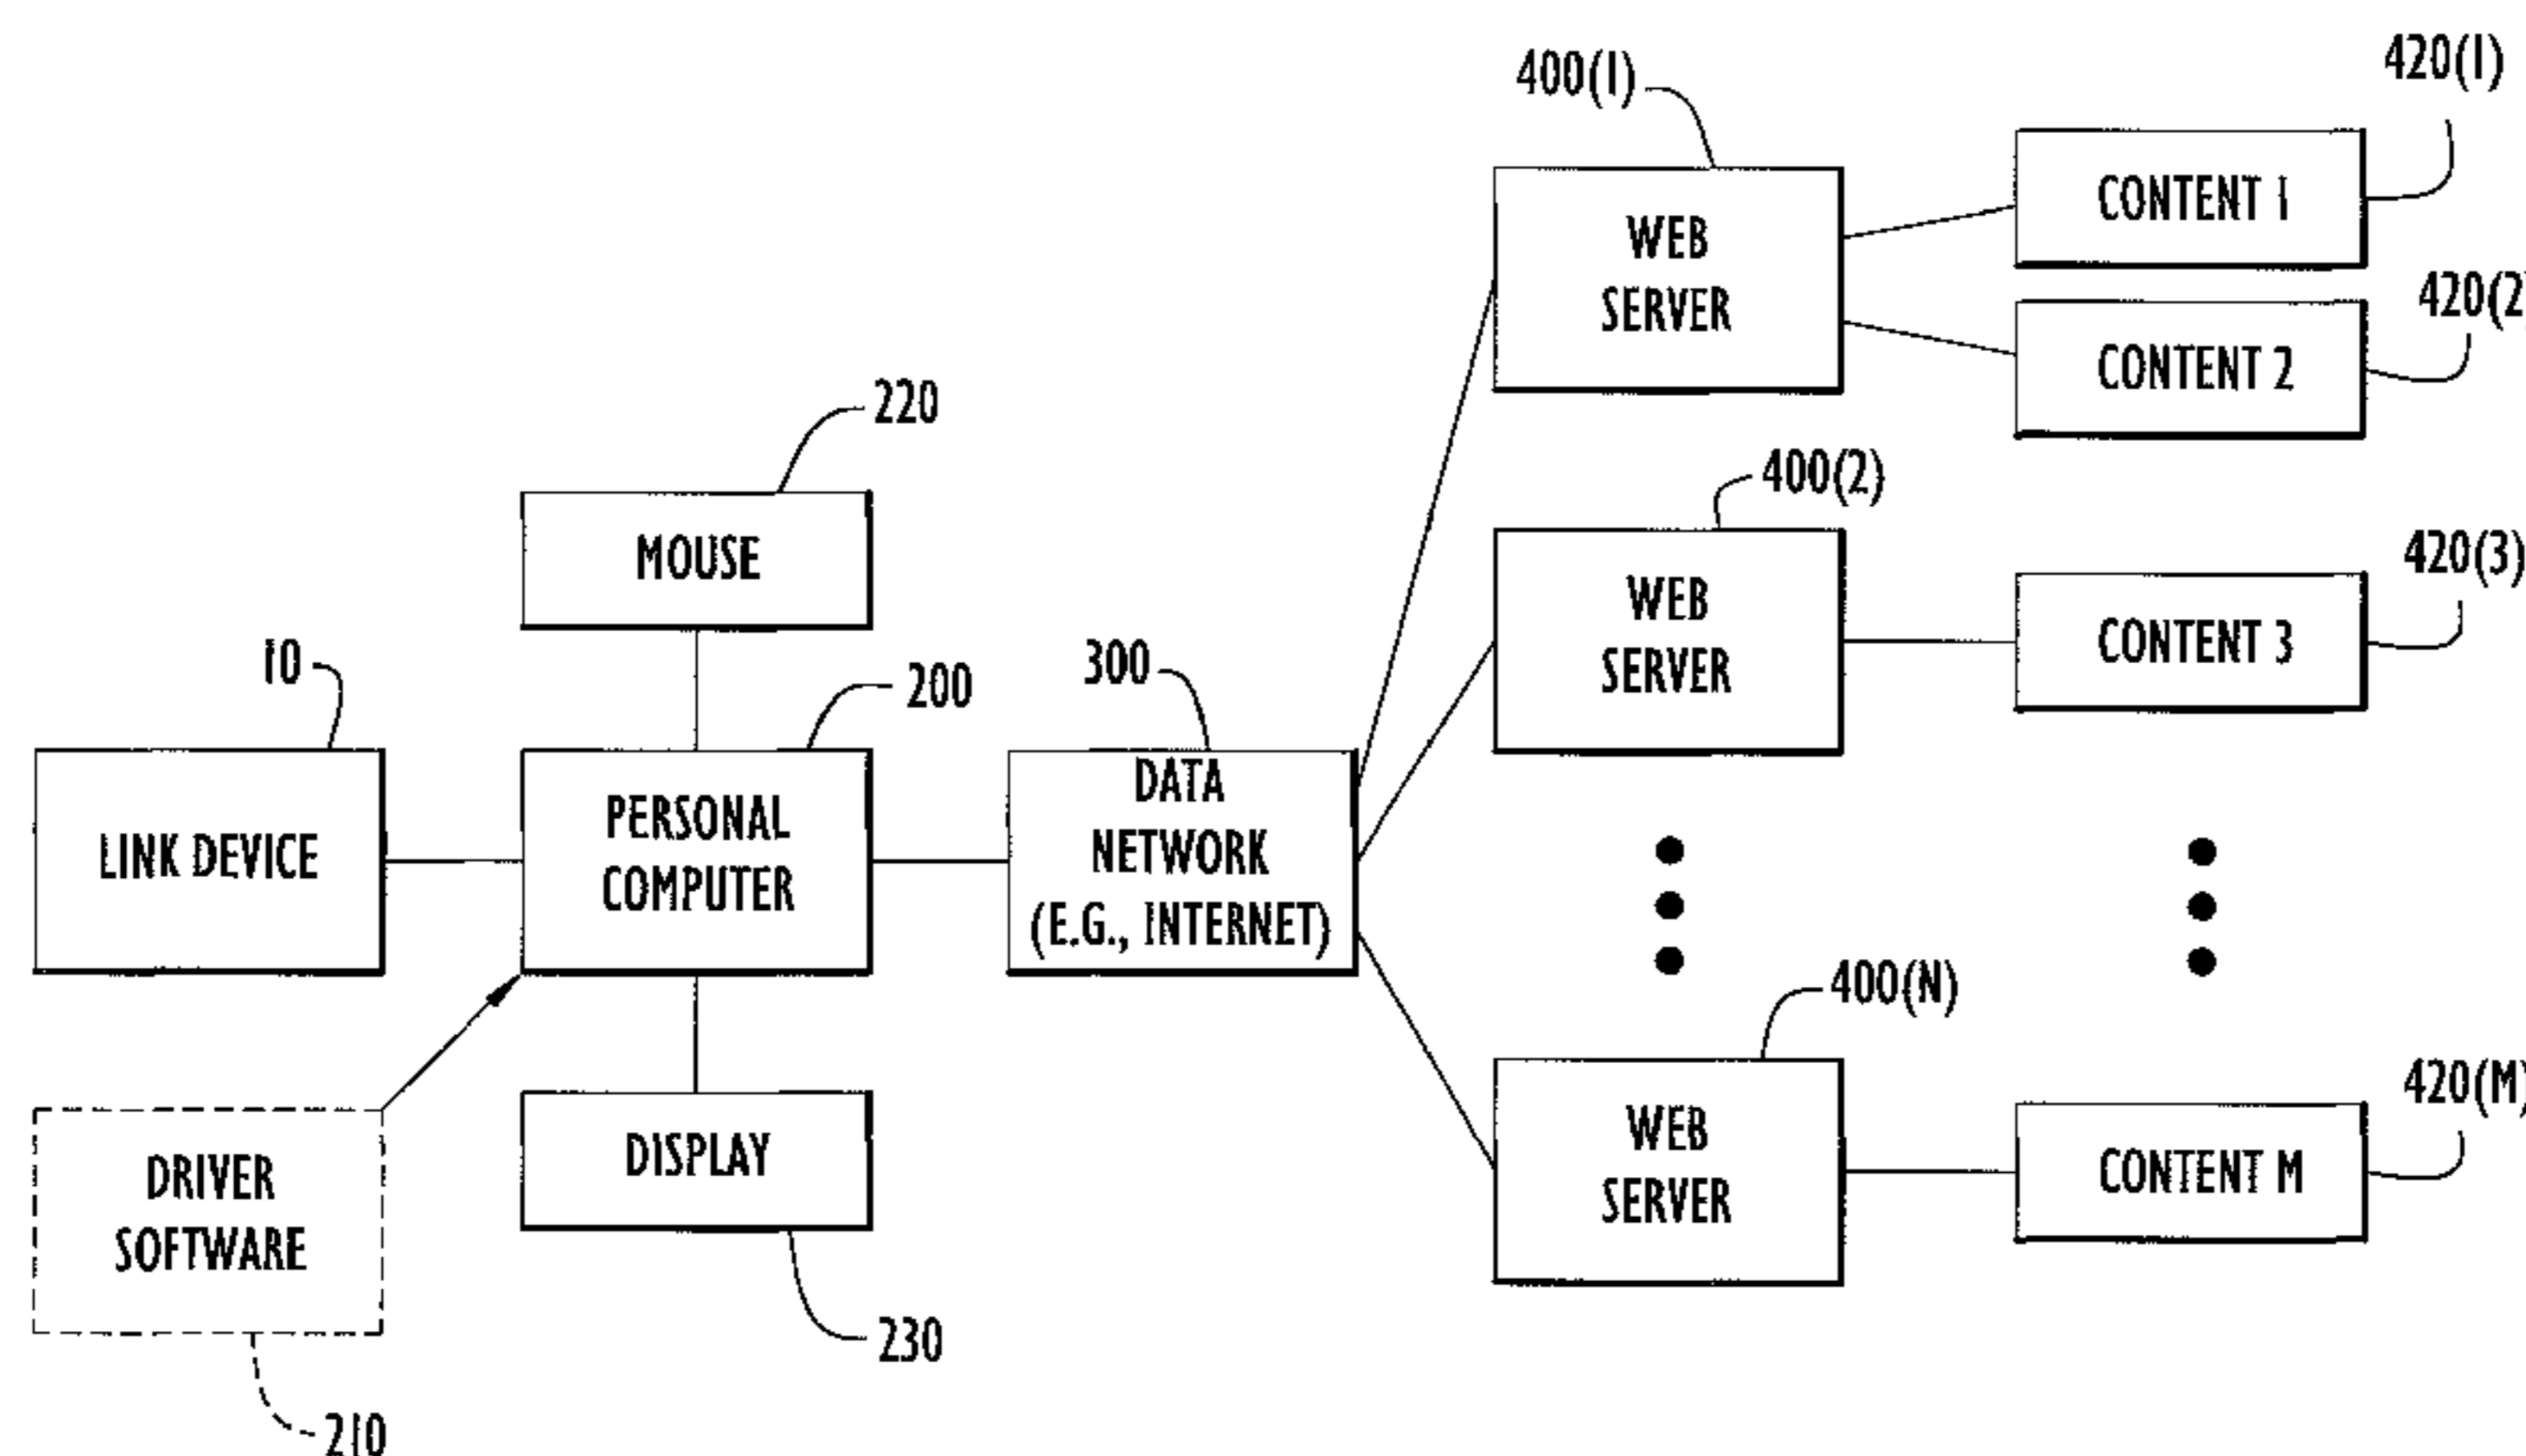 400(1)
420(1)
WEB
SERVER
CONTENT 1
420(2)
CONTENT 2
220
MOUSE
400(2)
WEB
SERVER
420(3)
CONTENT 3
10
LINK DEVICE
200
PERSONAL
COMPUTER
300
DATA
NETWORK
(E.G., INTERNET)
400(N)
WEB
SERVER
420(M)
CONTENT M
DRIVER
SOFTWARE
210
DISPLAY
230